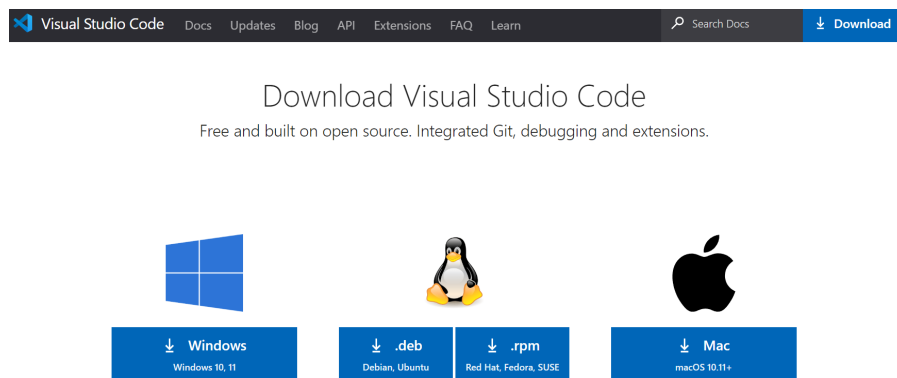 Visual Studio Code Docs Updates Blog API Extensions FAQ Learn Search Docs Download
Download Visual Studio Code
Free and built on open source. Integrated Git, debugging and extensions.
Windows .deb .rpm Mac
Windows 10, 11 Debian, Ubuntu Red Hat, Fedora, SUSE macOS 10.11+